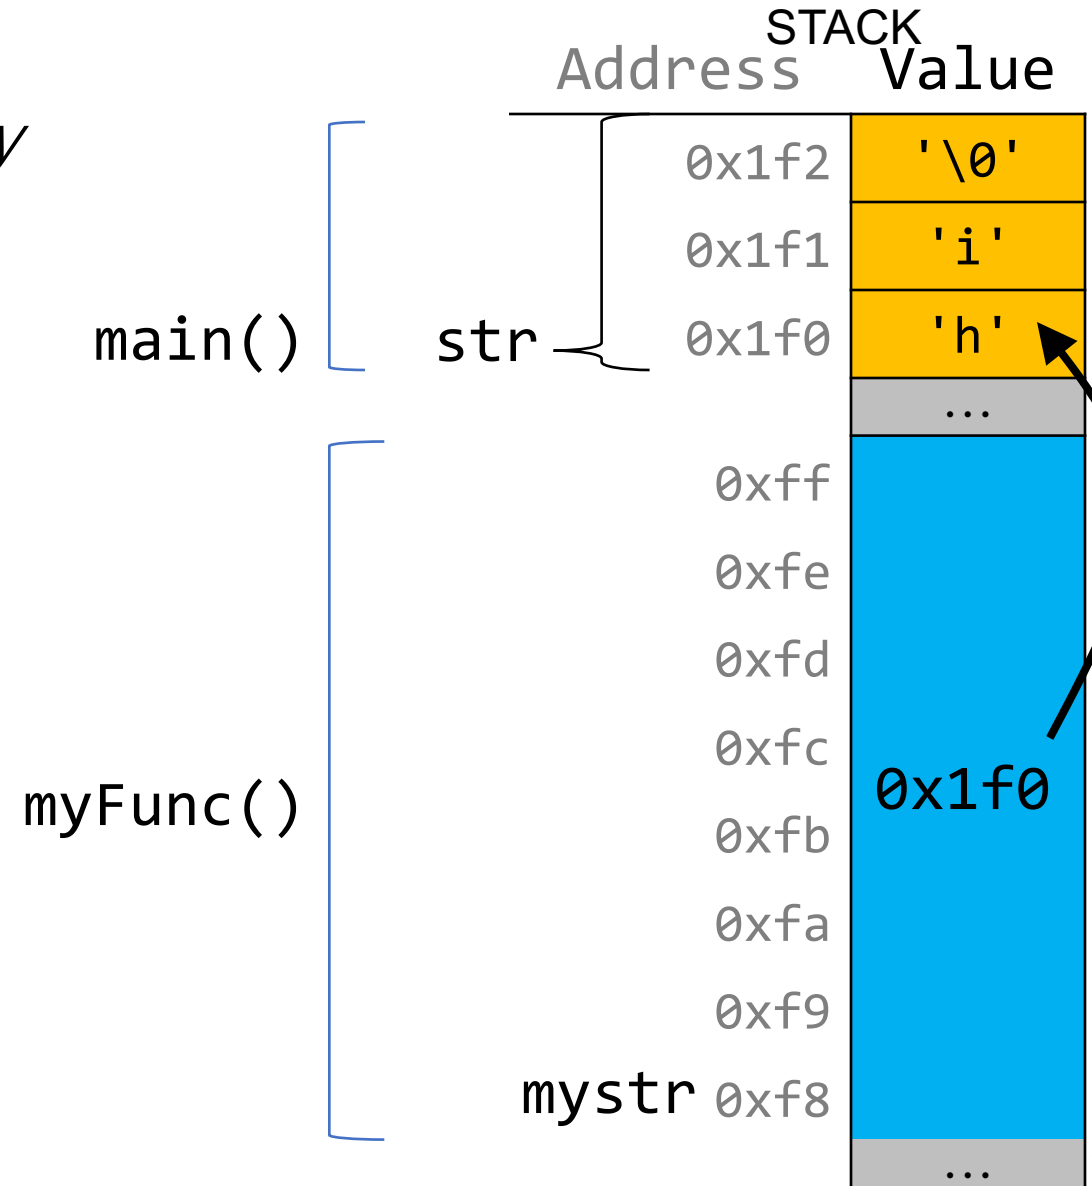 STACK
Address Value
y
0x1f2 '\0'
0x1f1 'i'
main() str 0x1f0 'h'
...
0xff
0xfe
0xfd
0xfc
0x1f0
myFunc()
0xfb
0xfa
0xf9
mystr 0xf8
...